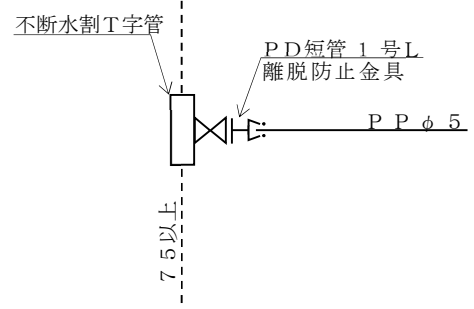 不断水割Ｔ字管
ＰＤ短管１号Ｌ
離脱防止金具
ＰＰφ５
７５以上